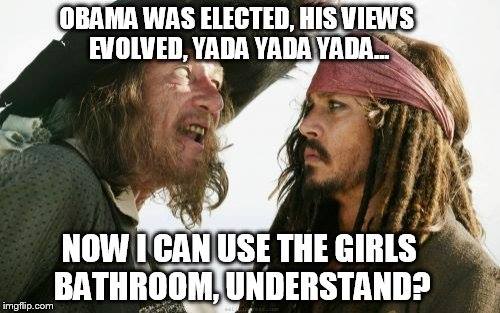 OBAMA WAS ELECTED, HIS VIEWS
EVOLVED, YADA YADA YADA...
NOW I CAN USE THE GIRLS
BATHROOM, UNDERSTAND?
imgflip.com